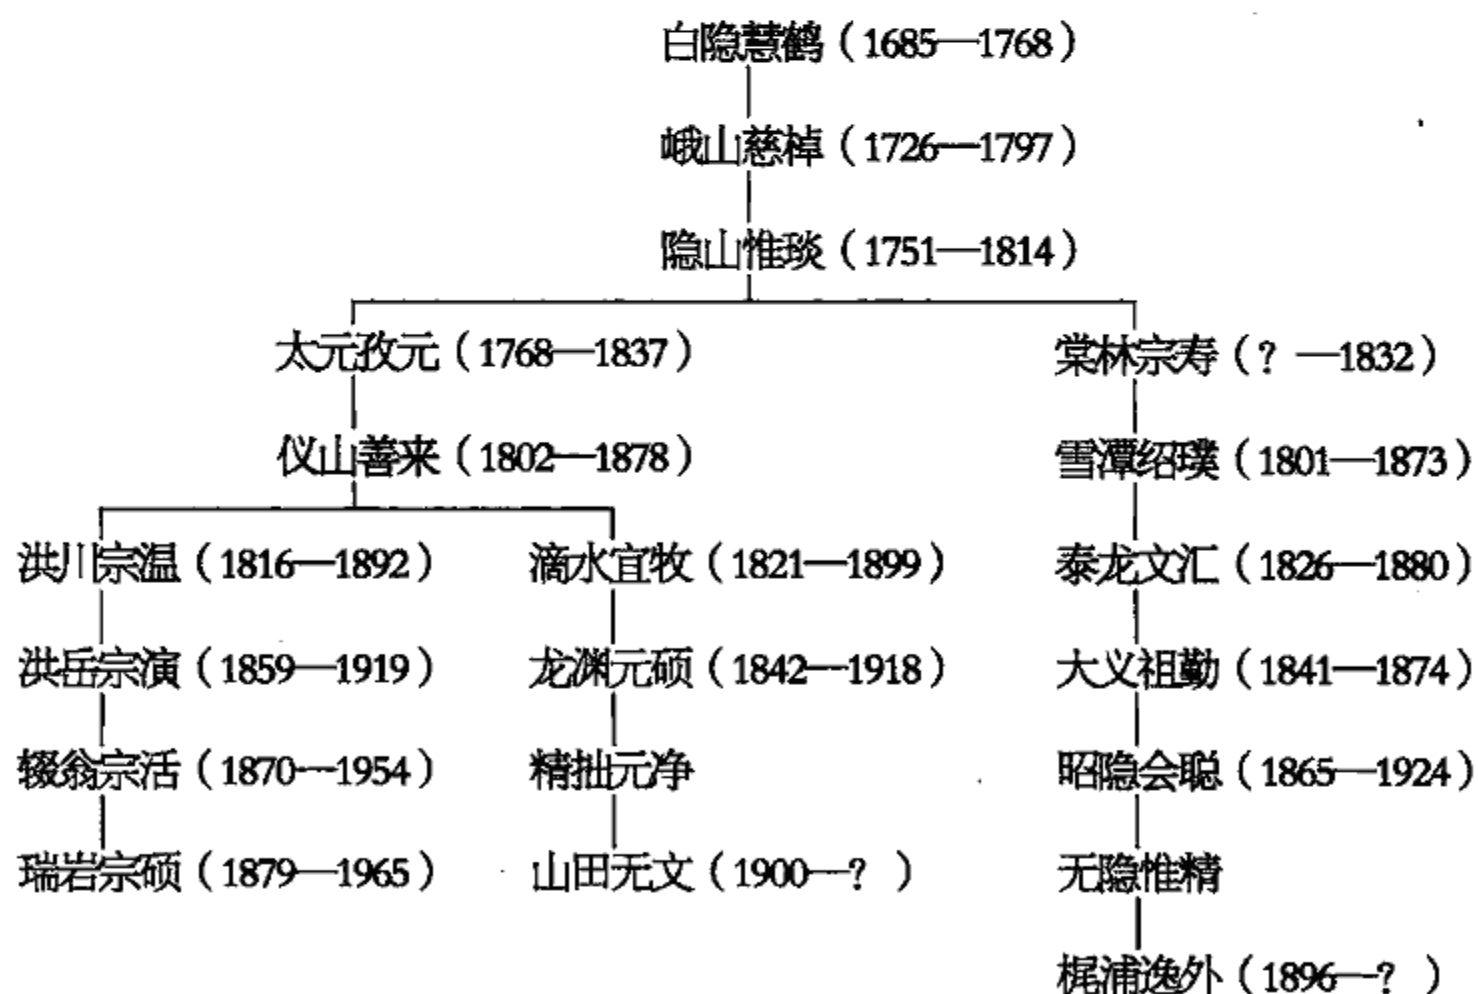 白隐慧鹤（1685—1768）
峨山慈棹（1726—1797）
隐山惟琰（1751—1814）
太元孜元（1768—1837） 棠林宗寿（？—1832）
仪山善来（1802—1878） 雪潭绍璞（1801—1873）
洪川宗温（1816—1892） 滴水宜牧（1821—1899） 泰龙文汇（1826—1880）
洪岳宗演（1859—1919） 龙渊元硕（1842—1918） 大义祖勤（1841—1874）
辍翁宗活（1870—1954） 精拙元净 昭隐会聪（1865—1924）
瑞岩宗硕（1879—1965） 山田无文（1900—？） 无隐惟精
梶浦逸外（1896—？）